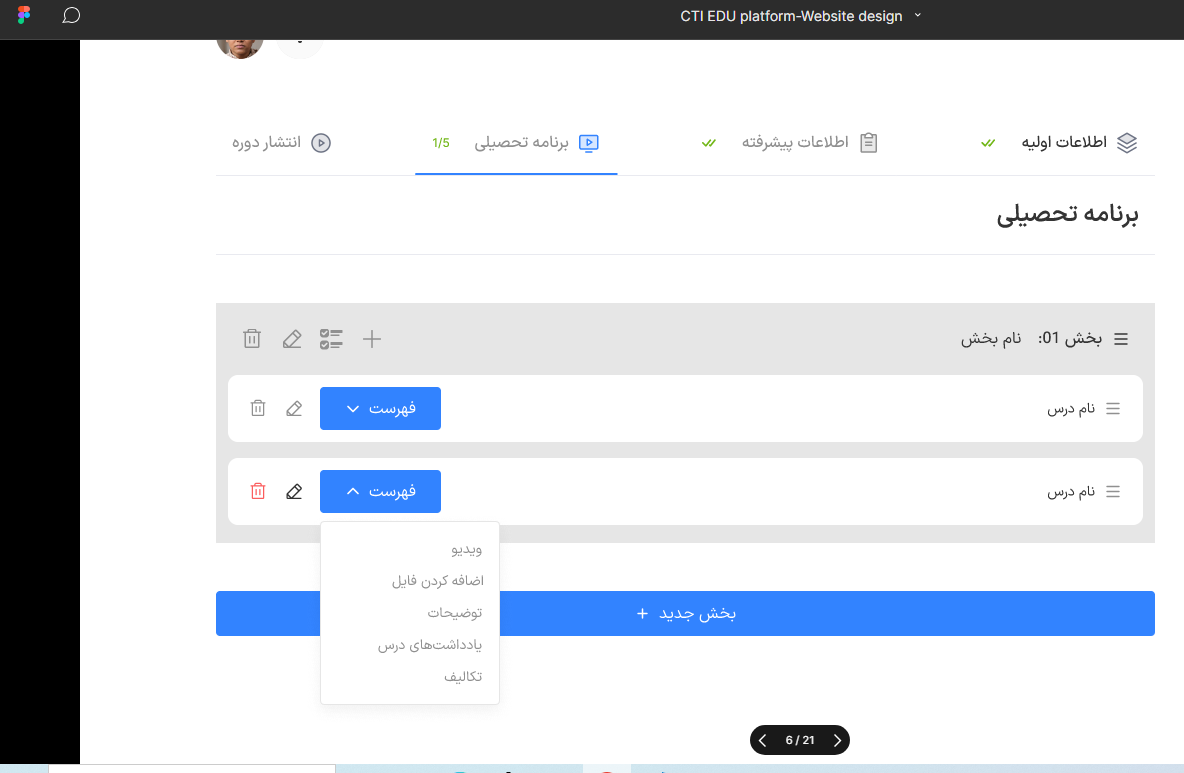 CTI EDU platform-Website design
اطلاعات اولیه
اطلاعات پیشرفته
برنامه تحصیلی 1/5
انتشار دوره
برنامه تحصیلی
بخش 01: نام بخش
نام درس
فهرست
نام درس
فهرست
ویدیو
اضافه کردن فایل
توضیحات
یادداشت‌های درس
تکالیف
بخش جدید +
6 / 21